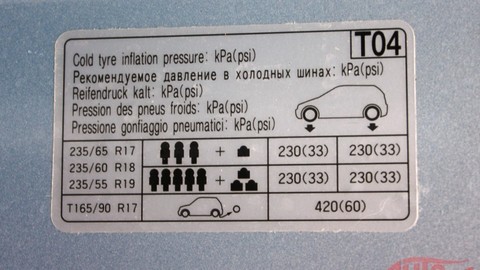 T04
Cold tyre inflation pressure: kPa(psi)
Рекомендуемое давление в холодных шинах: kPa(psi)
Reifendruck kalt: kPa(psi)
Pression des pneus froids: kPa(psi)
Pressione gonfiaggio pneumatici: kPa(psi)
235/65 R17 + 230(33) 230(33)
235/60 R18
235/55 R19 + 230(33) 230(33)
T165/90 R17 420(60)